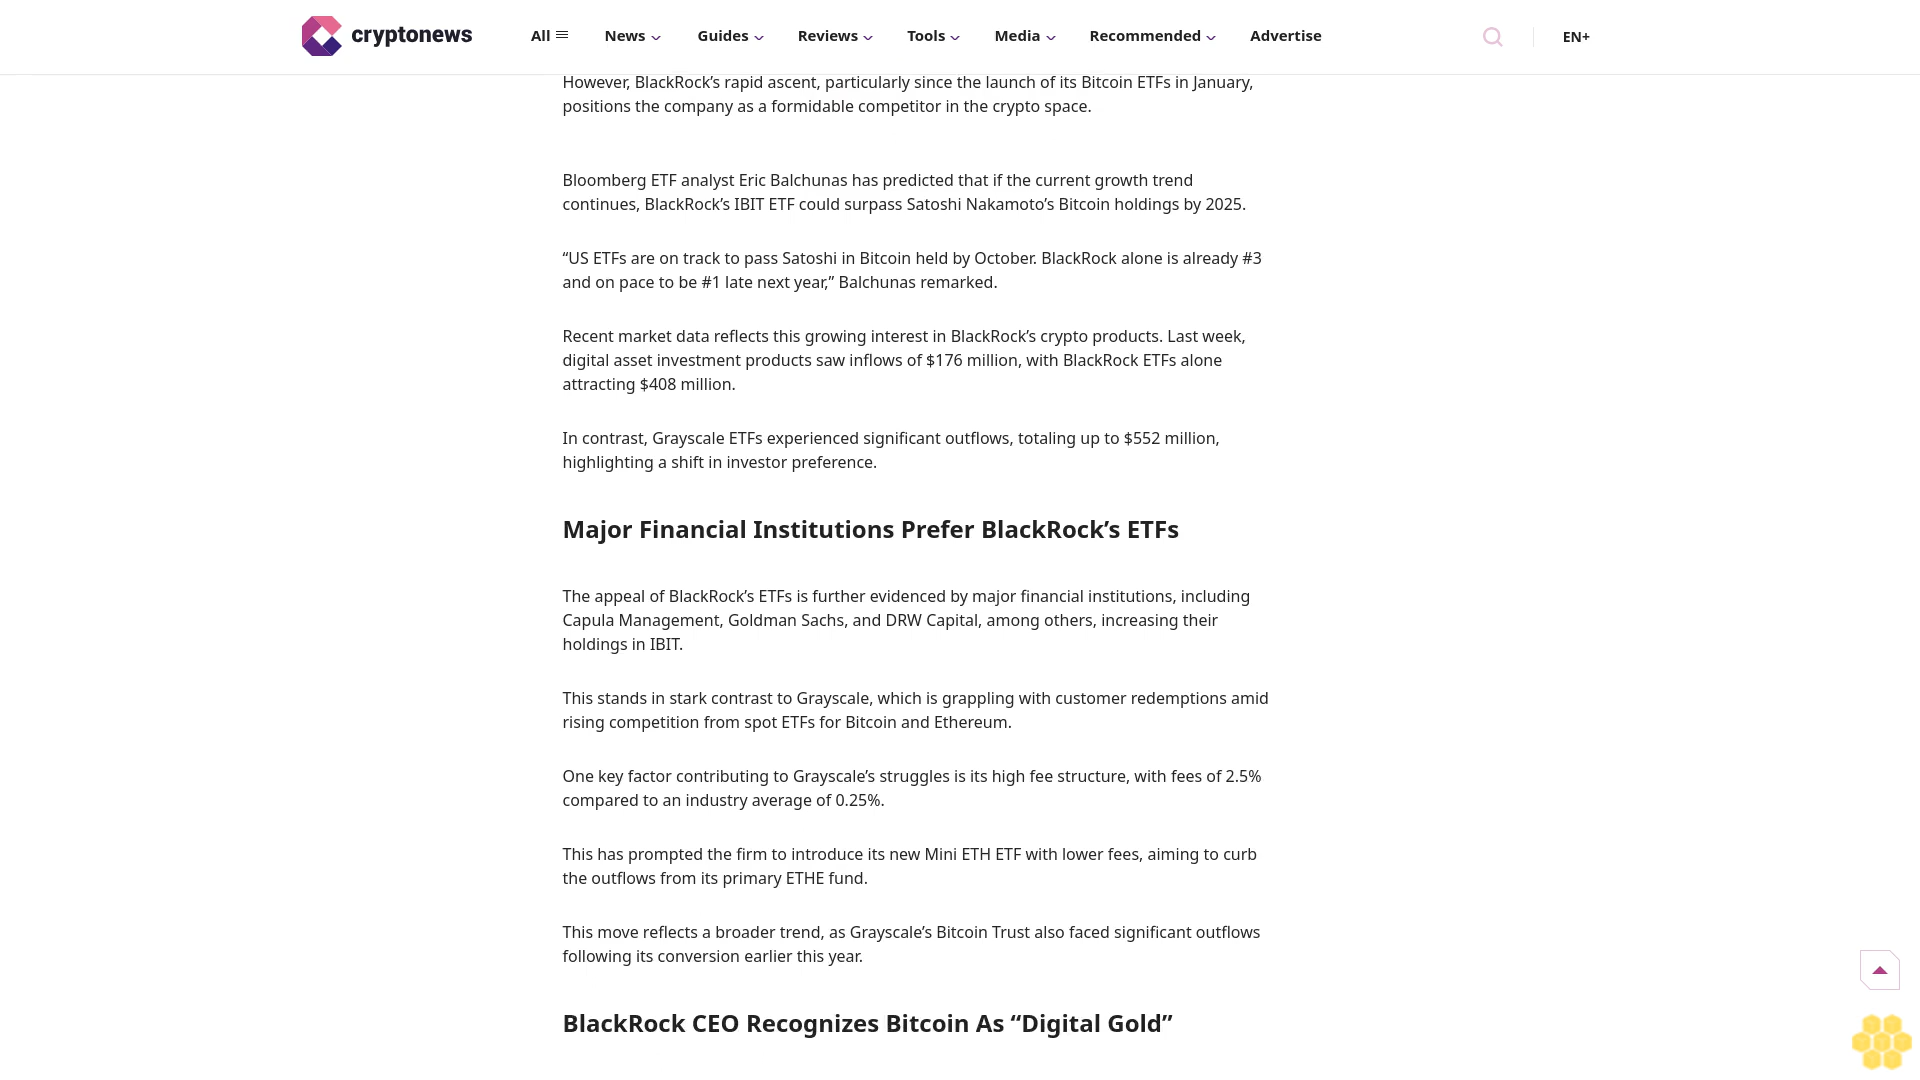 cryptonews
All
News
Guides
Reviews
Tools
Media
Recommended
Advertise
EN+
However, BlackRock’s rapid ascent, particularly since the launch of its Bitcoin ETFs in January,
positions the company as a formidable competitor in the crypto space.
Bloomberg ETF analyst Eric Balchunas has predicted that if the current growth trend
continues, BlackRock’s IBIT ETF could surpass Satoshi Nakamoto’s Bitcoin holdings by 2025.
“US ETFs are on track to pass Satoshi in Bitcoin held by October. BlackRock alone is already #3
and on pace to be #1 late next year,” Balchunas remarked.
Recent market data reflects this growing interest in BlackRock’s crypto products. Last week,
digital asset investment products saw inflows of $176 million, with BlackRock ETFs alone
attracting $408 million.
In contrast, Grayscale ETFs experienced significant outflows, totaling up to $552 million,
highlighting a shift in investor preference.
Major Financial Institutions Prefer BlackRock’s ETFs
The appeal of BlackRock’s ETFs is further evidenced by major financial institutions, including
Capula Management, Goldman Sachs, and DRW Capital, among others, increasing their
holdings in IBIT.
This stands in stark contrast to Grayscale, which is grappling with customer redemptions amid
rising competition from spot ETFs for Bitcoin and Ethereum.
One key factor contributing to Grayscale’s struggles is its high fee structure, with fees of 2.5%
compared to an industry average of 0.25%.
This has prompted the firm to introduce its new Mini ETH ETF with lower fees, aiming to curb
the outflows from its primary ETHE fund.
This move reflects a broader trend, as Grayscale’s Bitcoin Trust also faced significant outflows
following its conversion earlier this year.
BlackRock CEO Recognizes Bitcoin As “Digital Gold”